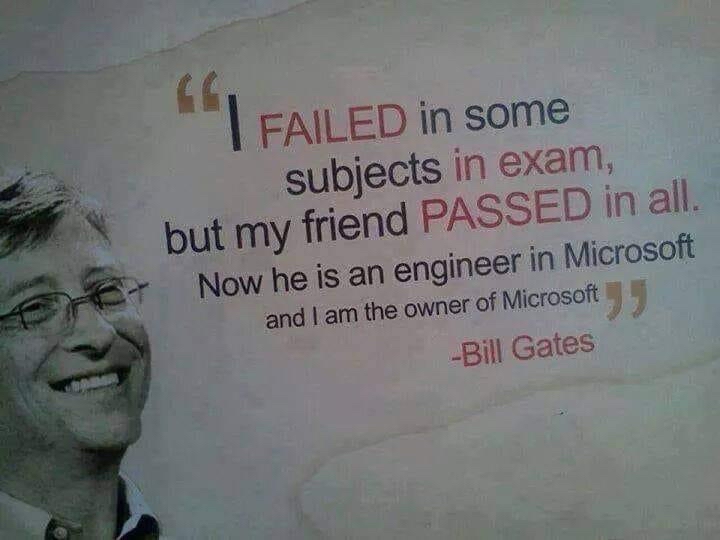 “I FAILED in some
subjects in exam,
but my friend PASSED in all.
Now he is an engineer in Microsoft
and I am the owner of Microsoft”
-Bill Gates